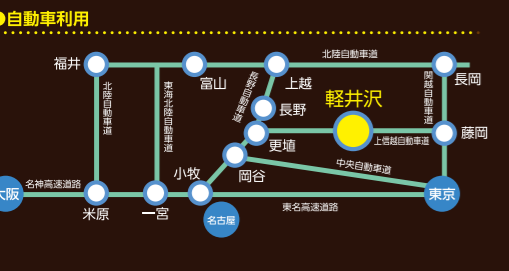 自動車利用
北陸自動車道
福井
富山
上越
長岡
北陸自動車道
東海北陸自動車道
長野自動車道
関越自動車道
軽井沢
長野
更埴
上信越自動車道
藤岡
岡谷
中央自動車道
小牧
大阪
名神高速道路
米原
一宮
名古屋
東名高速道路
東京